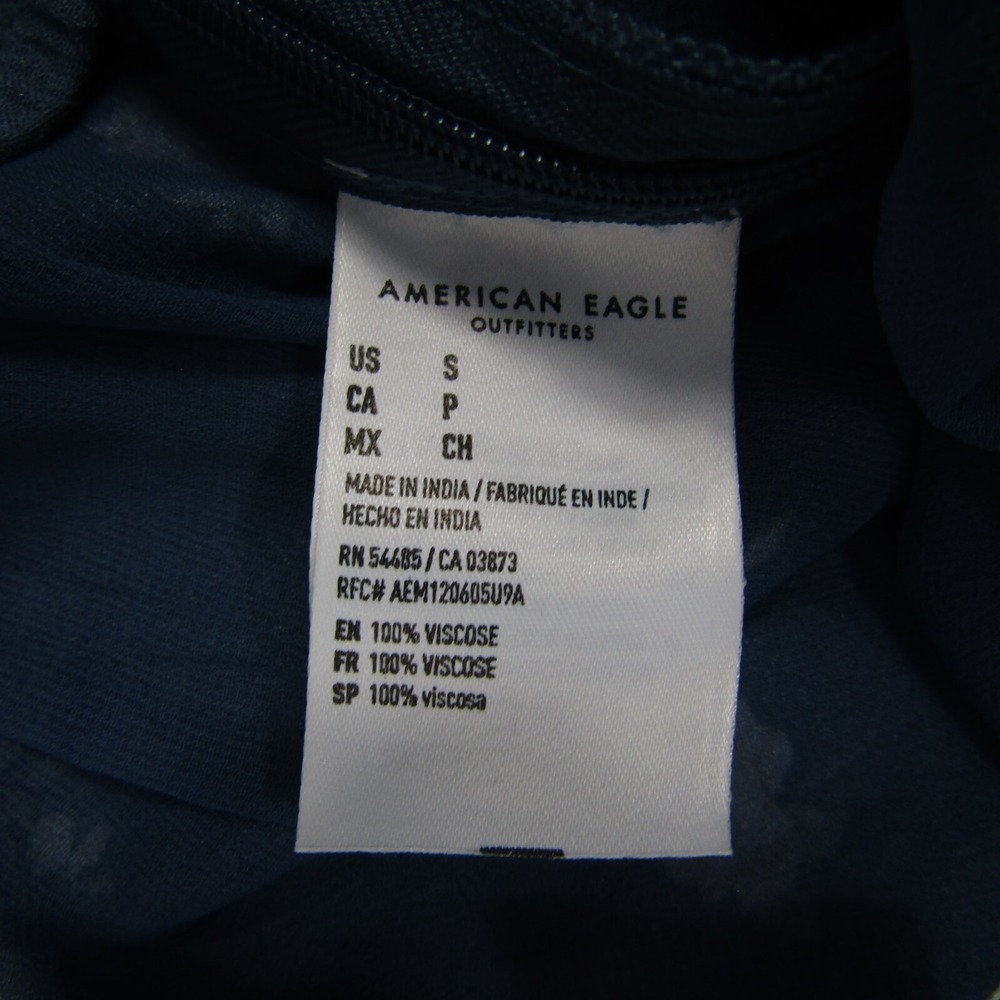 AMERICAN EAGLE
OUTFITTERS
US S
CA P
MX CH
MADE IN INDIA / FABRIQUÉ EN INDE /
HECHO EN INDIA
RN 54485 / CA 03873
RFC# AEM120605U9A
EN 100% VISCOSE
FR 100% VISCOSE
SP 100% viscosa